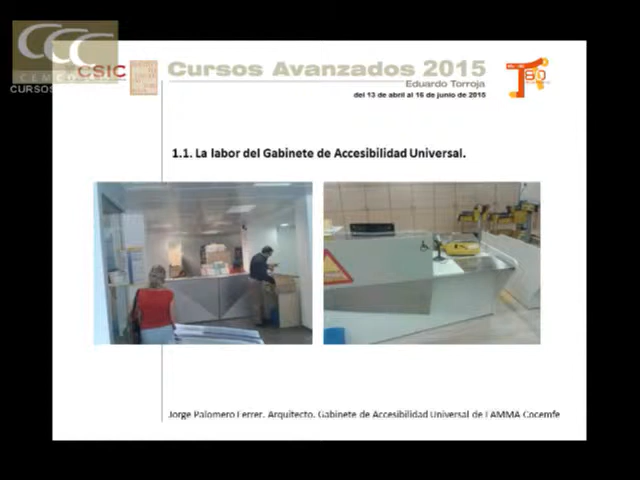 CSIC
CURSOS
Cursos Avanzados 2015
Eduardo Torroja
del 13 de abril al 16 de junio de 2015
1.1. La labor del Gabinete de Accesibilidad Universal.
Jorge Palomero Ferrer. Arquitecto. Gabinete de Accesibilidad Universal de FAMMA Cocemfe